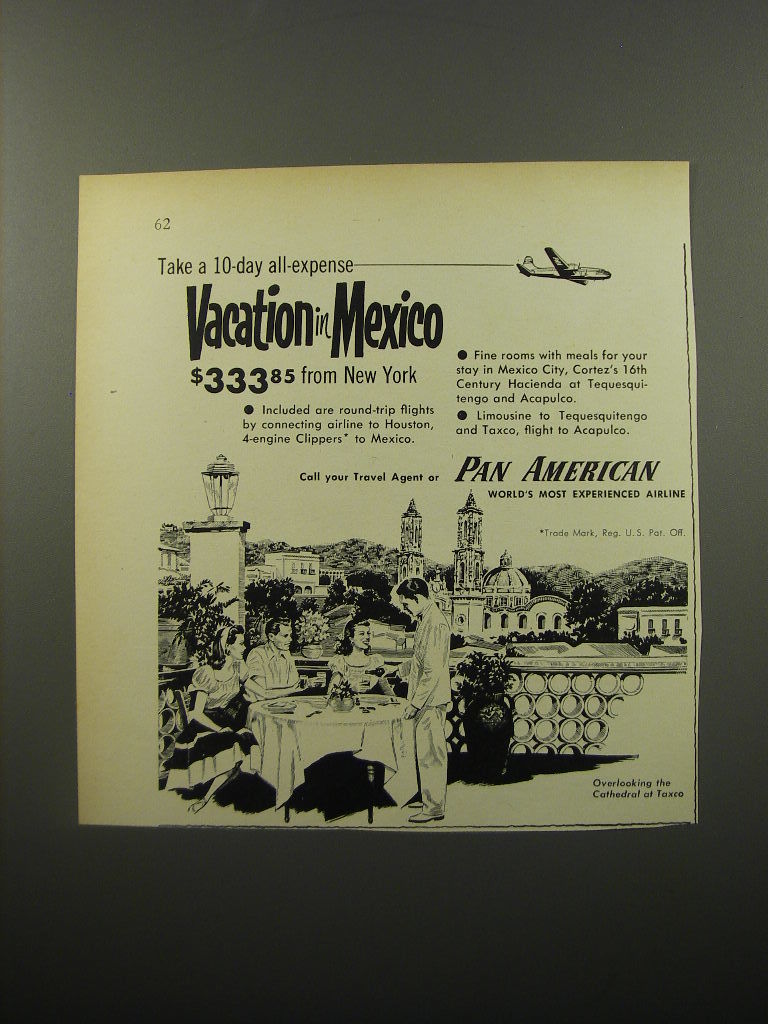 62
Take a 10-day all-expense
Vacation in Mexico
$333 85 from New York
● Included are round-trip flights
by connecting airline to Houston,
4-engine Clippers* to Mexico.
● Fine rooms with meals for your
stay in Mexico City, Cortez's 16th
Century Hacienda at Tequesqui-
tengo and Acapulco.
● Limousine to Tequesquitengo
and Taxco, flight to Acapulco.
Call your Travel Agent or PAN AMERICAN
WORLD'S MOST EXPERIENCED AIRLINE
*Trade Mark, Reg. U.S. Pat. Off.
Overlooking the
Cathedral at Taxco